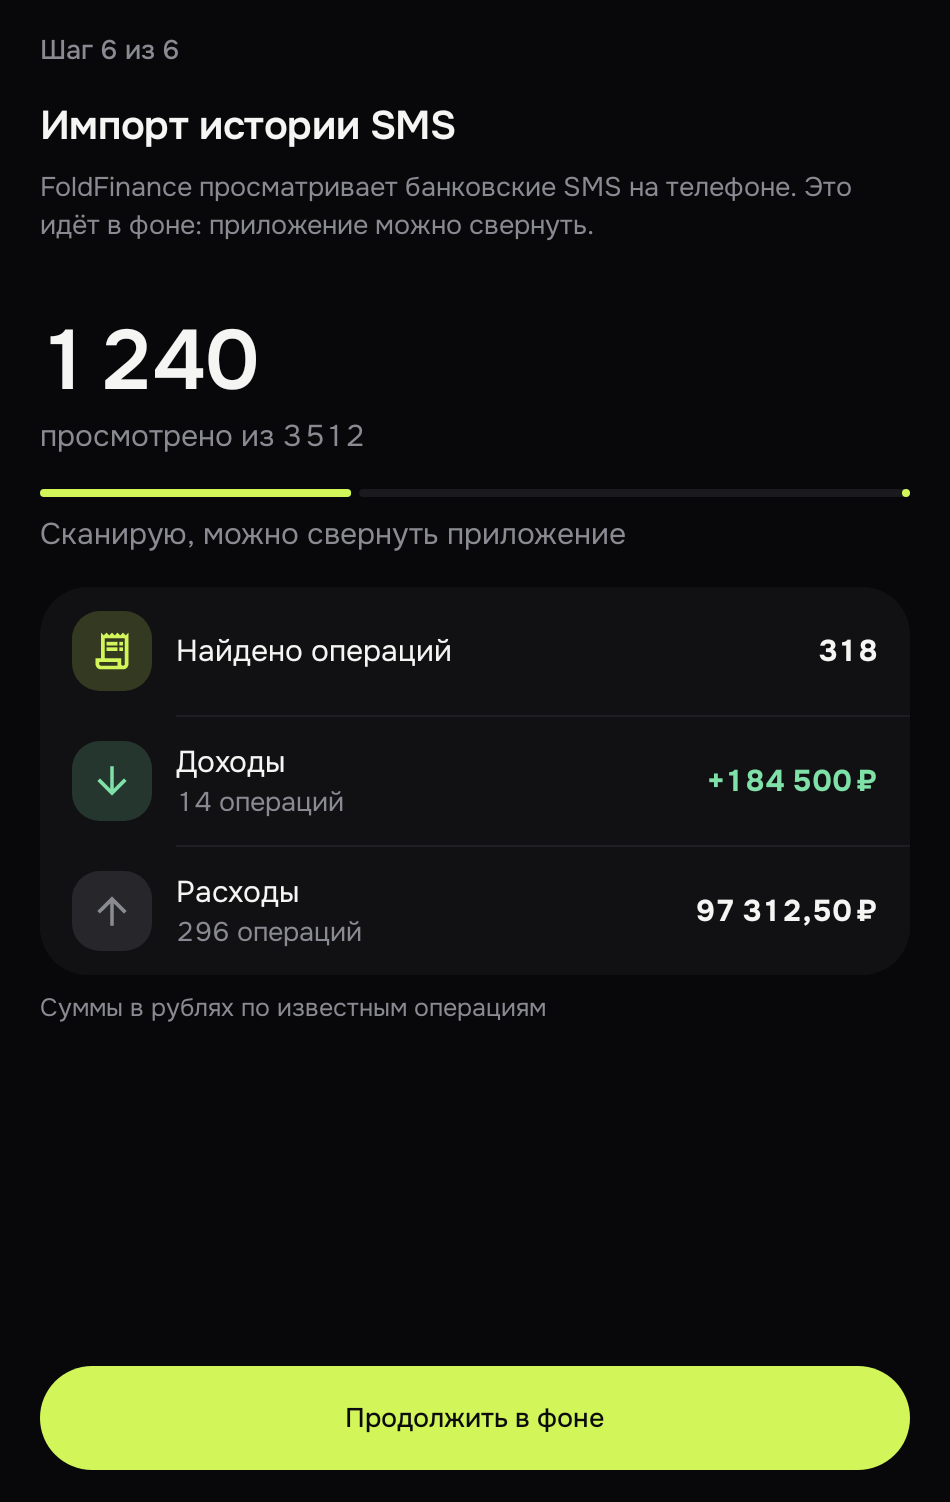 Шаг 6 из 6
Импорт истории SMS
FoldFinance просматривает банковские SMS на телефоне. Это
идёт в фоне: приложение можно свернуть.
1 240
просмотрено из 3 512
Сканирую, можно свернуть приложение
Найдено операций 318
Доходы
14 операций
+184 500 ₽
Расходы
296 операций
97 312,50 ₽
Суммы в рублях по известным операциям
Продолжить в фоне